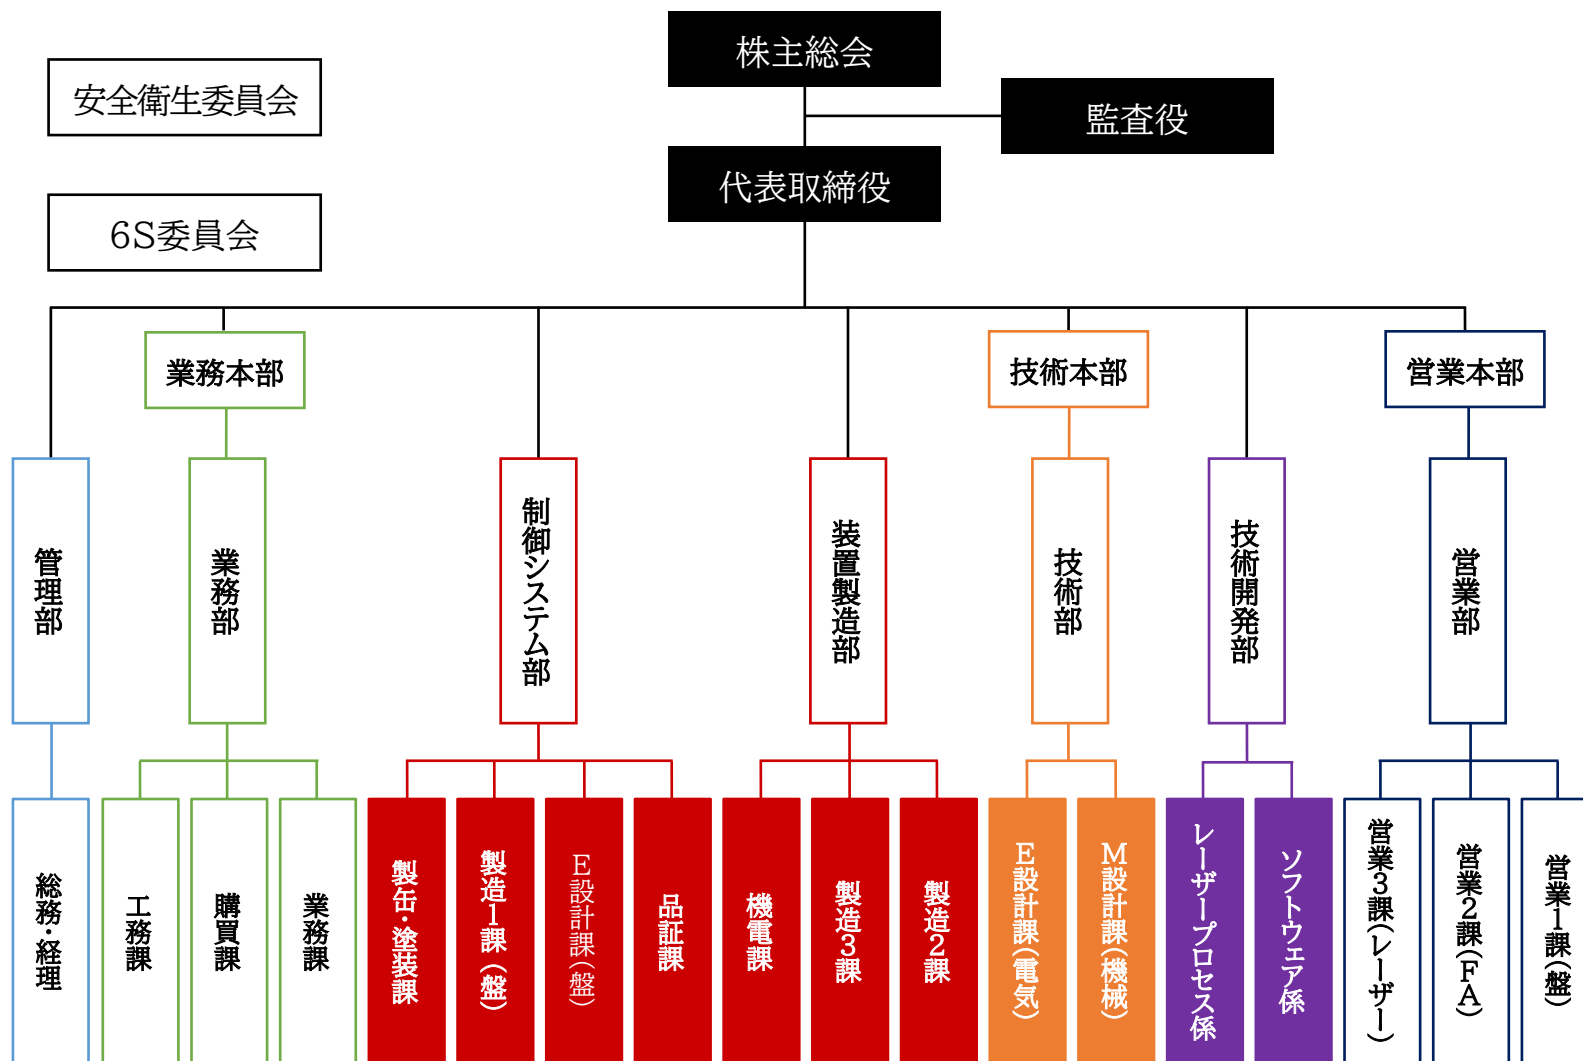 株主総会
安全衛生委員会
監査役
代表取締役
6S委員会
業務本部
技術本部
営業本部
管理部
業務部
制御システム部
装置製造部
技術部
技術開発部
営業部
総務・経理
工務課
購買課
業務課
製缶・塗装課
製造1課（盤）
E設計課（盤）
品証課
機電課
製造3課
製造2課
E設計課（電気）
M設計課（機械）
レーザープロセス係
ソフトウェア係
営業3課（レーザー）
営業2課（FA）
営業1課（盤）